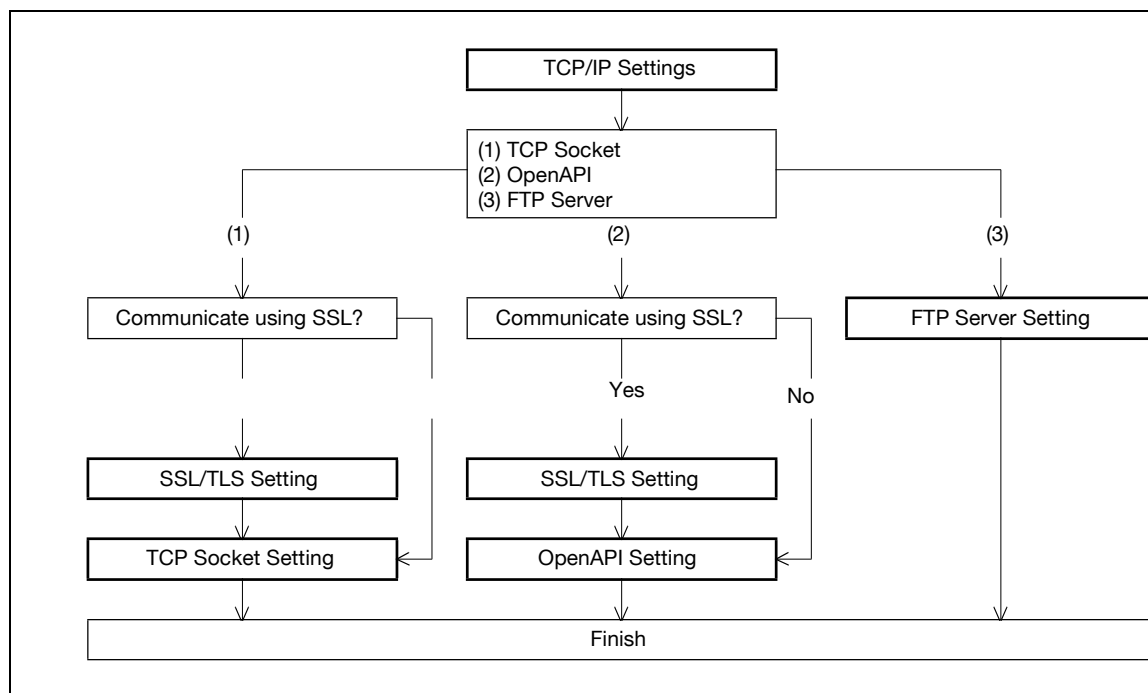 TCP/IP Settings
(1) TCP Socket
(2) OpenAPI
(3) FTP Server
(1)
(2)
(3)
Communicate using SSL?
Communicate using SSL?
FTP Server Setting
Yes
No
SSL/TLS Setting
SSL/TLS Setting
TCP Socket Setting
OpenAPI Setting
Finish